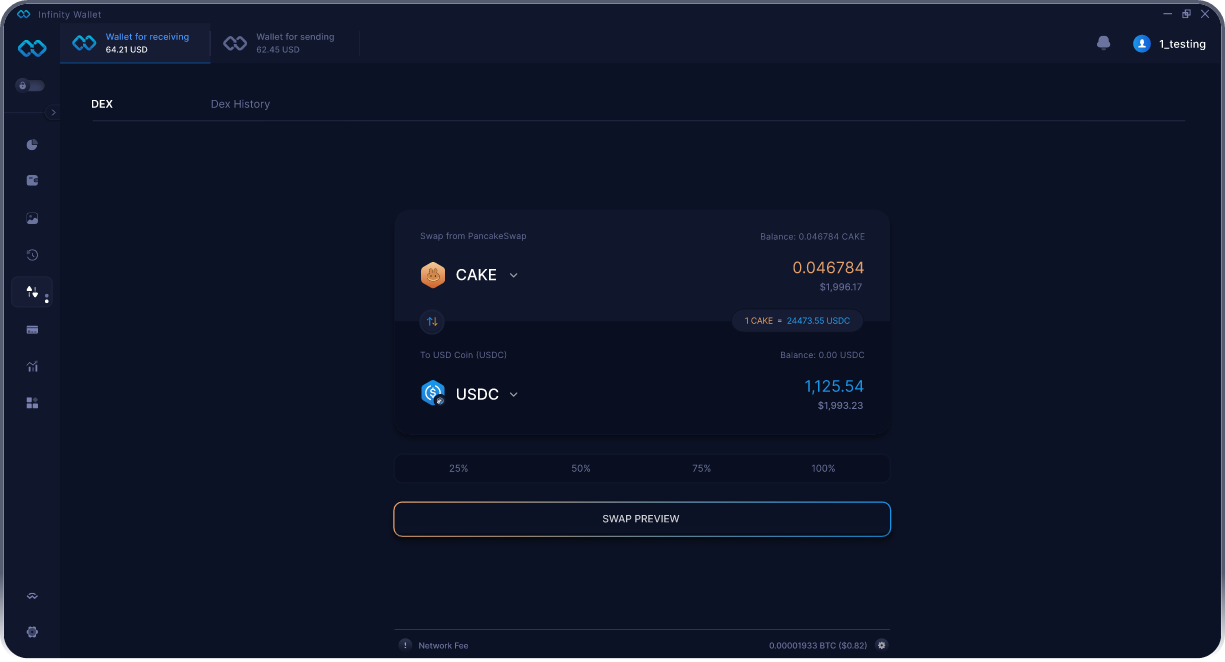 Infinity Wallet
Wallet for receiving
64.21 USD
Wallet for sending
62.45 USD
1_testing
DEX
Dex History
Swap from PancakeSwap
Balance: 0.046784 CAKE
CAKE
0.046784
$1,996.17
1 CAKE = 24473.55 USDC
To USD Coin (USDC)
Balance: 0.00 USDC
USDC
1,125.54
$1,993.23
25% 50% 75% 100%
SWAP PREVIEW
! Network Fee
0.00001933 BTC ($0.82)